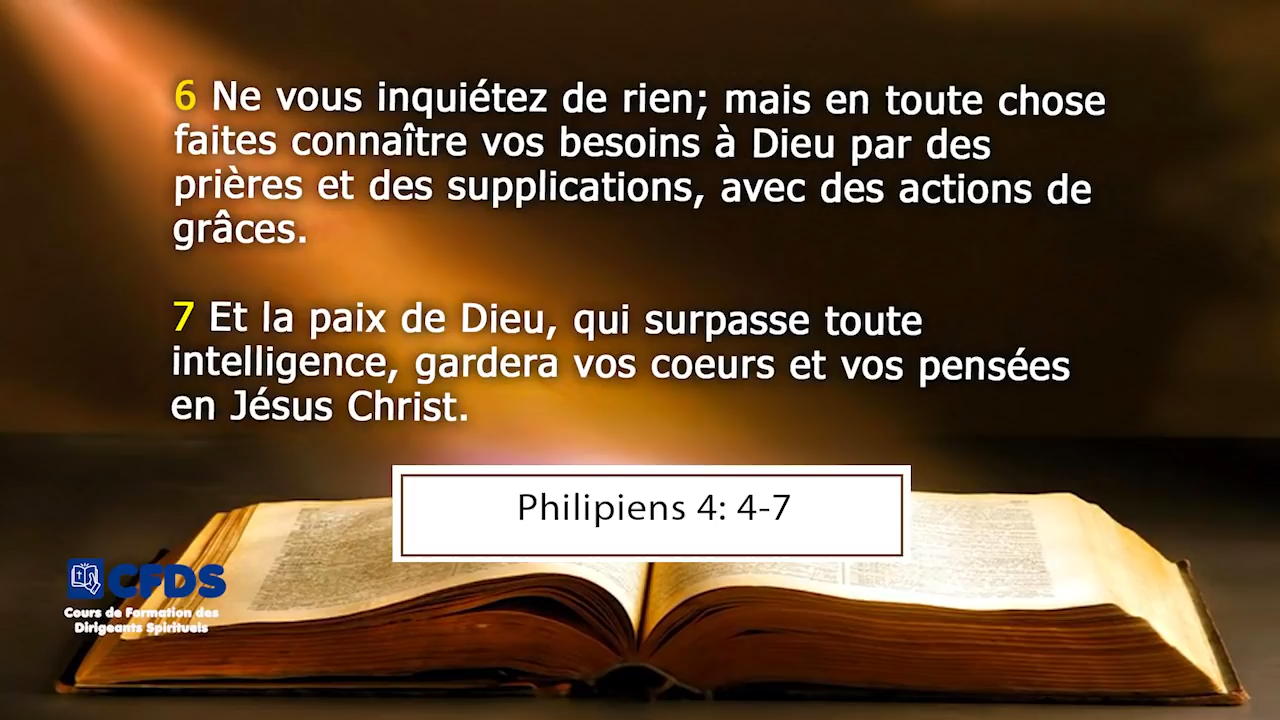 6 Ne vous inquiétez de rien; mais en toute chose
faites connaître vos besoins à Dieu par des
prières et des supplications, avec des actions de
grâces.
7 Et la paix de Dieu, qui surpasse toute
intelligence, gardera vos coeurs et vos pensées
en Jésus Christ.
Philipiens 4: 4-7
CFDS
Cours de Formation des
Dirigeants Spirituels